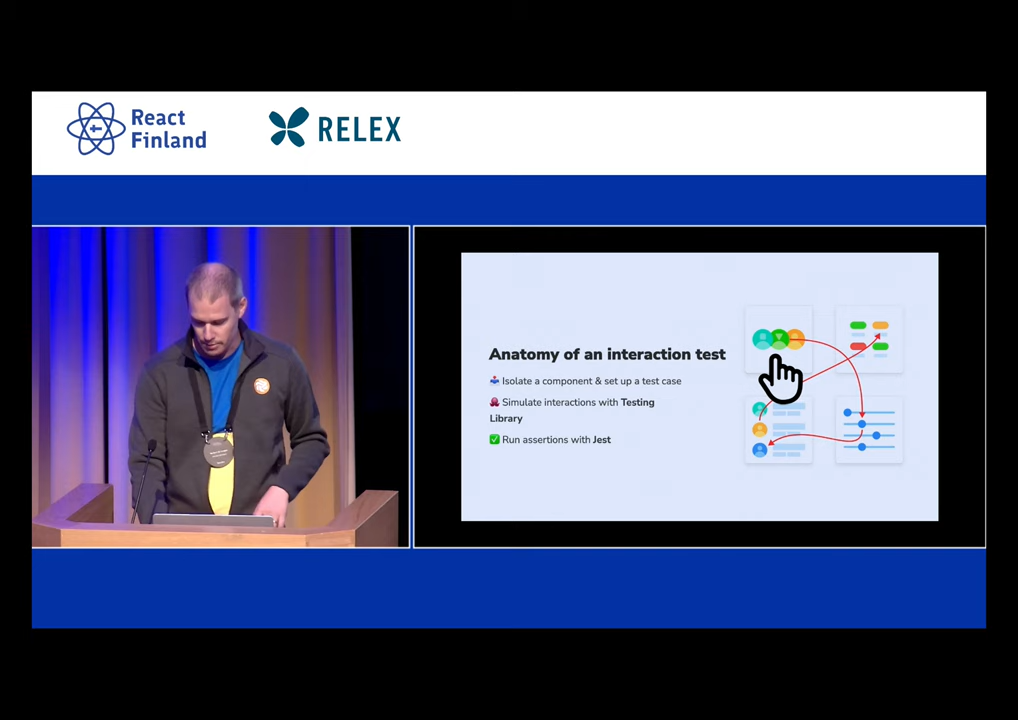 React
Finland
RELEX
Anatomy of an interaction test
Isolate a component & set up a test case
Simulate interactions with Testing
Library
Run assertions with Jest